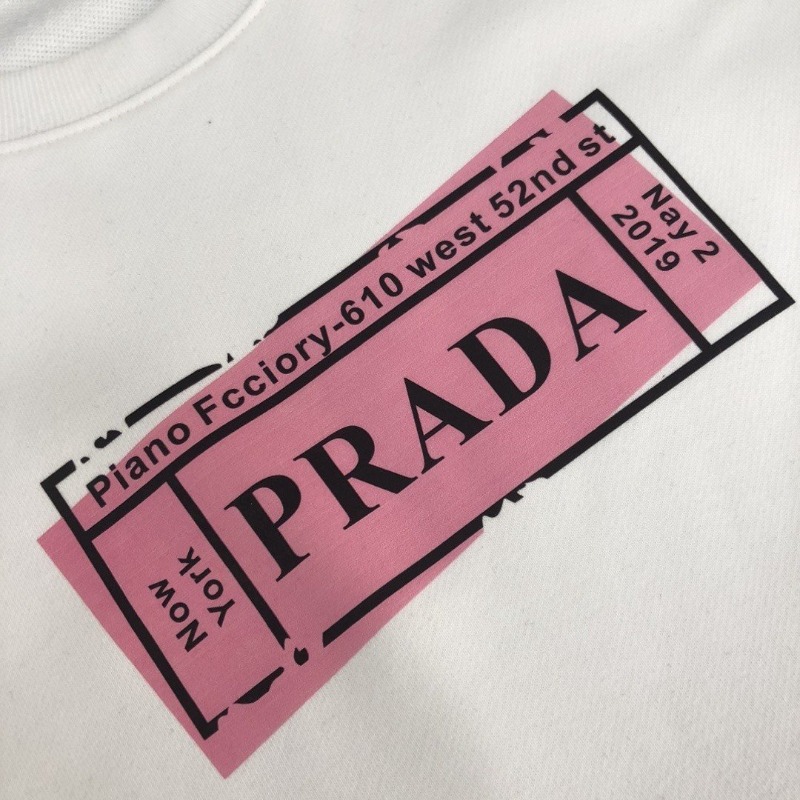 Piano Fcciory-610 west 52nd st
Now
York
PRADA
Nay 2
2019